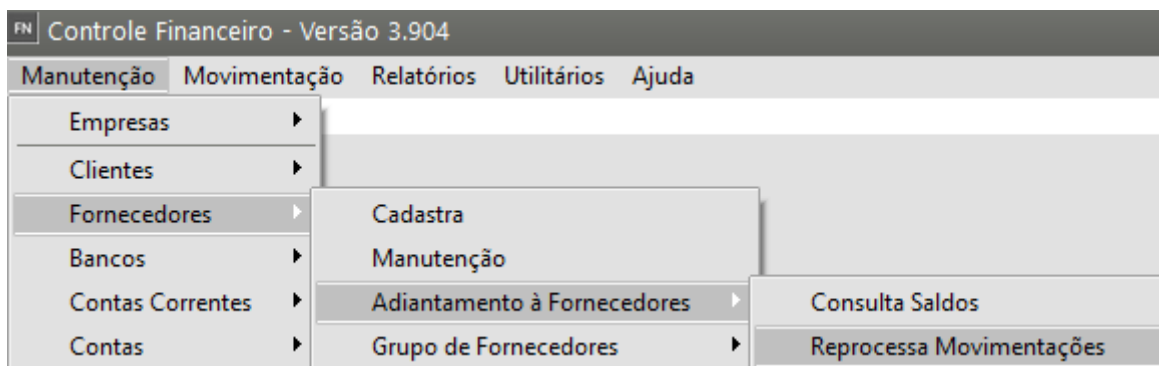 FN Controle Financeiro - Versão 3.904
Manutenção Movimentação Relatórios Utilitários Ajuda
Empresas
Clientes
Fornecedores Cadastra
Bancos Manutenção
Contas Correntes Adiantamento à Fornecedores Consulta Saldos
Contas Grupo de Fornecedores Reprocessa Movimentações